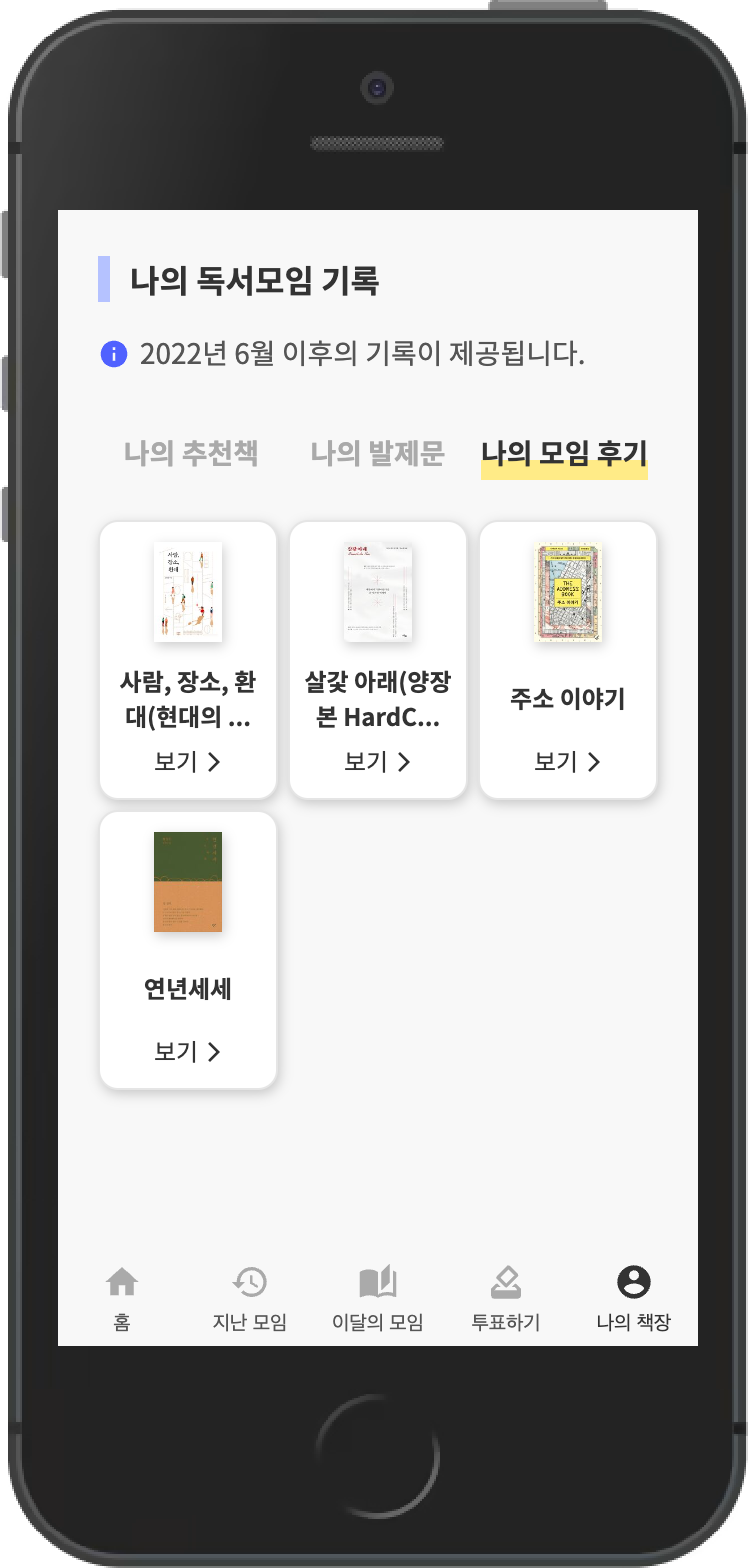 나의 독서모임 기록
2022년 6월 이후의 기록이 제공됩니다.
나의 추천책 나의 발제문 나의 모임 후기
사람,
장소,
환대
사람, 장소, 환
대(현대의 ...
보기
살갗 아래
살갗 아래(양장
본 HardC...
보기
THE
ADDRESS
BOOK
주소 이야기
주소 이야기
보기
연년세세
보기
홈 지난 모임 이달의 모임 투표하기 나의 책장